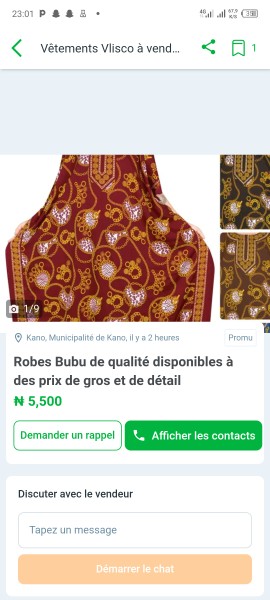 23:01
Vêtements Vlisco à vend...
1
1/9
Kano, Municipalité de Kano, il y a 2 heures
Promu
Robes Bubu de qualité disponibles à
des prix de gros et de détail
₦ 5,500
Demander un rappel
Afficher les contacts
Discuter avec le vendeur
Tapez un message
Démarrer le chat